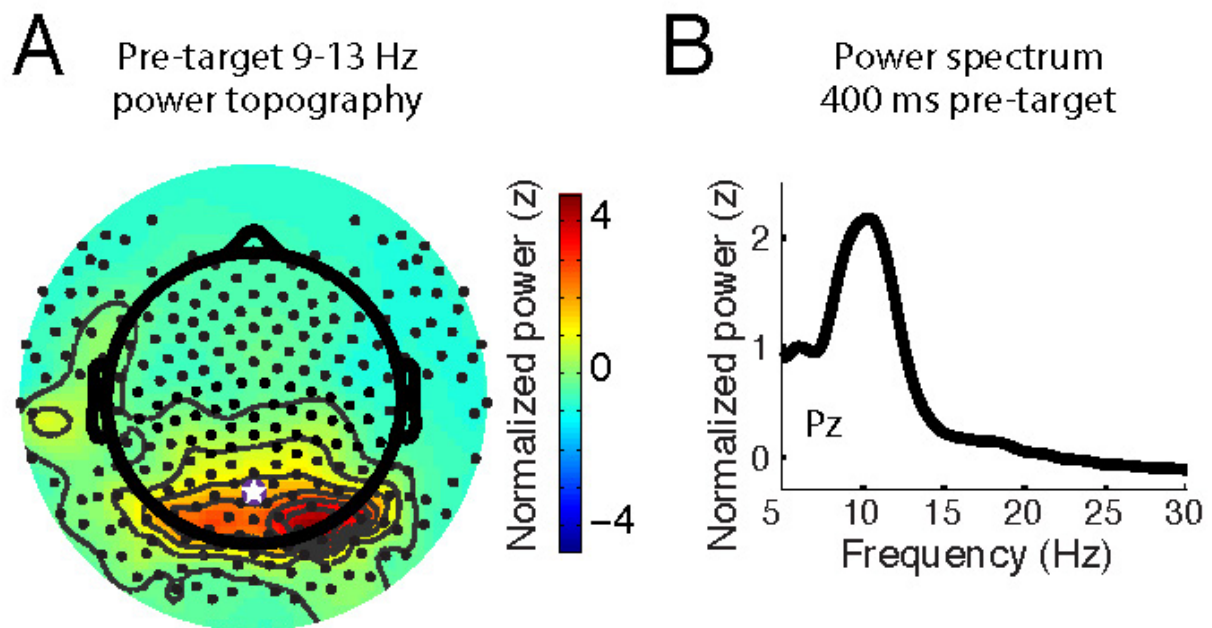 A
Pre-target 9-13 Hz
power topography
Normalized power (z)
4
0
−4
B
Power spectrum
400 ms pre-target
Normalized power (z)
2
1
0
Pz
5 10 15 20 25 30
Frequency (Hz)